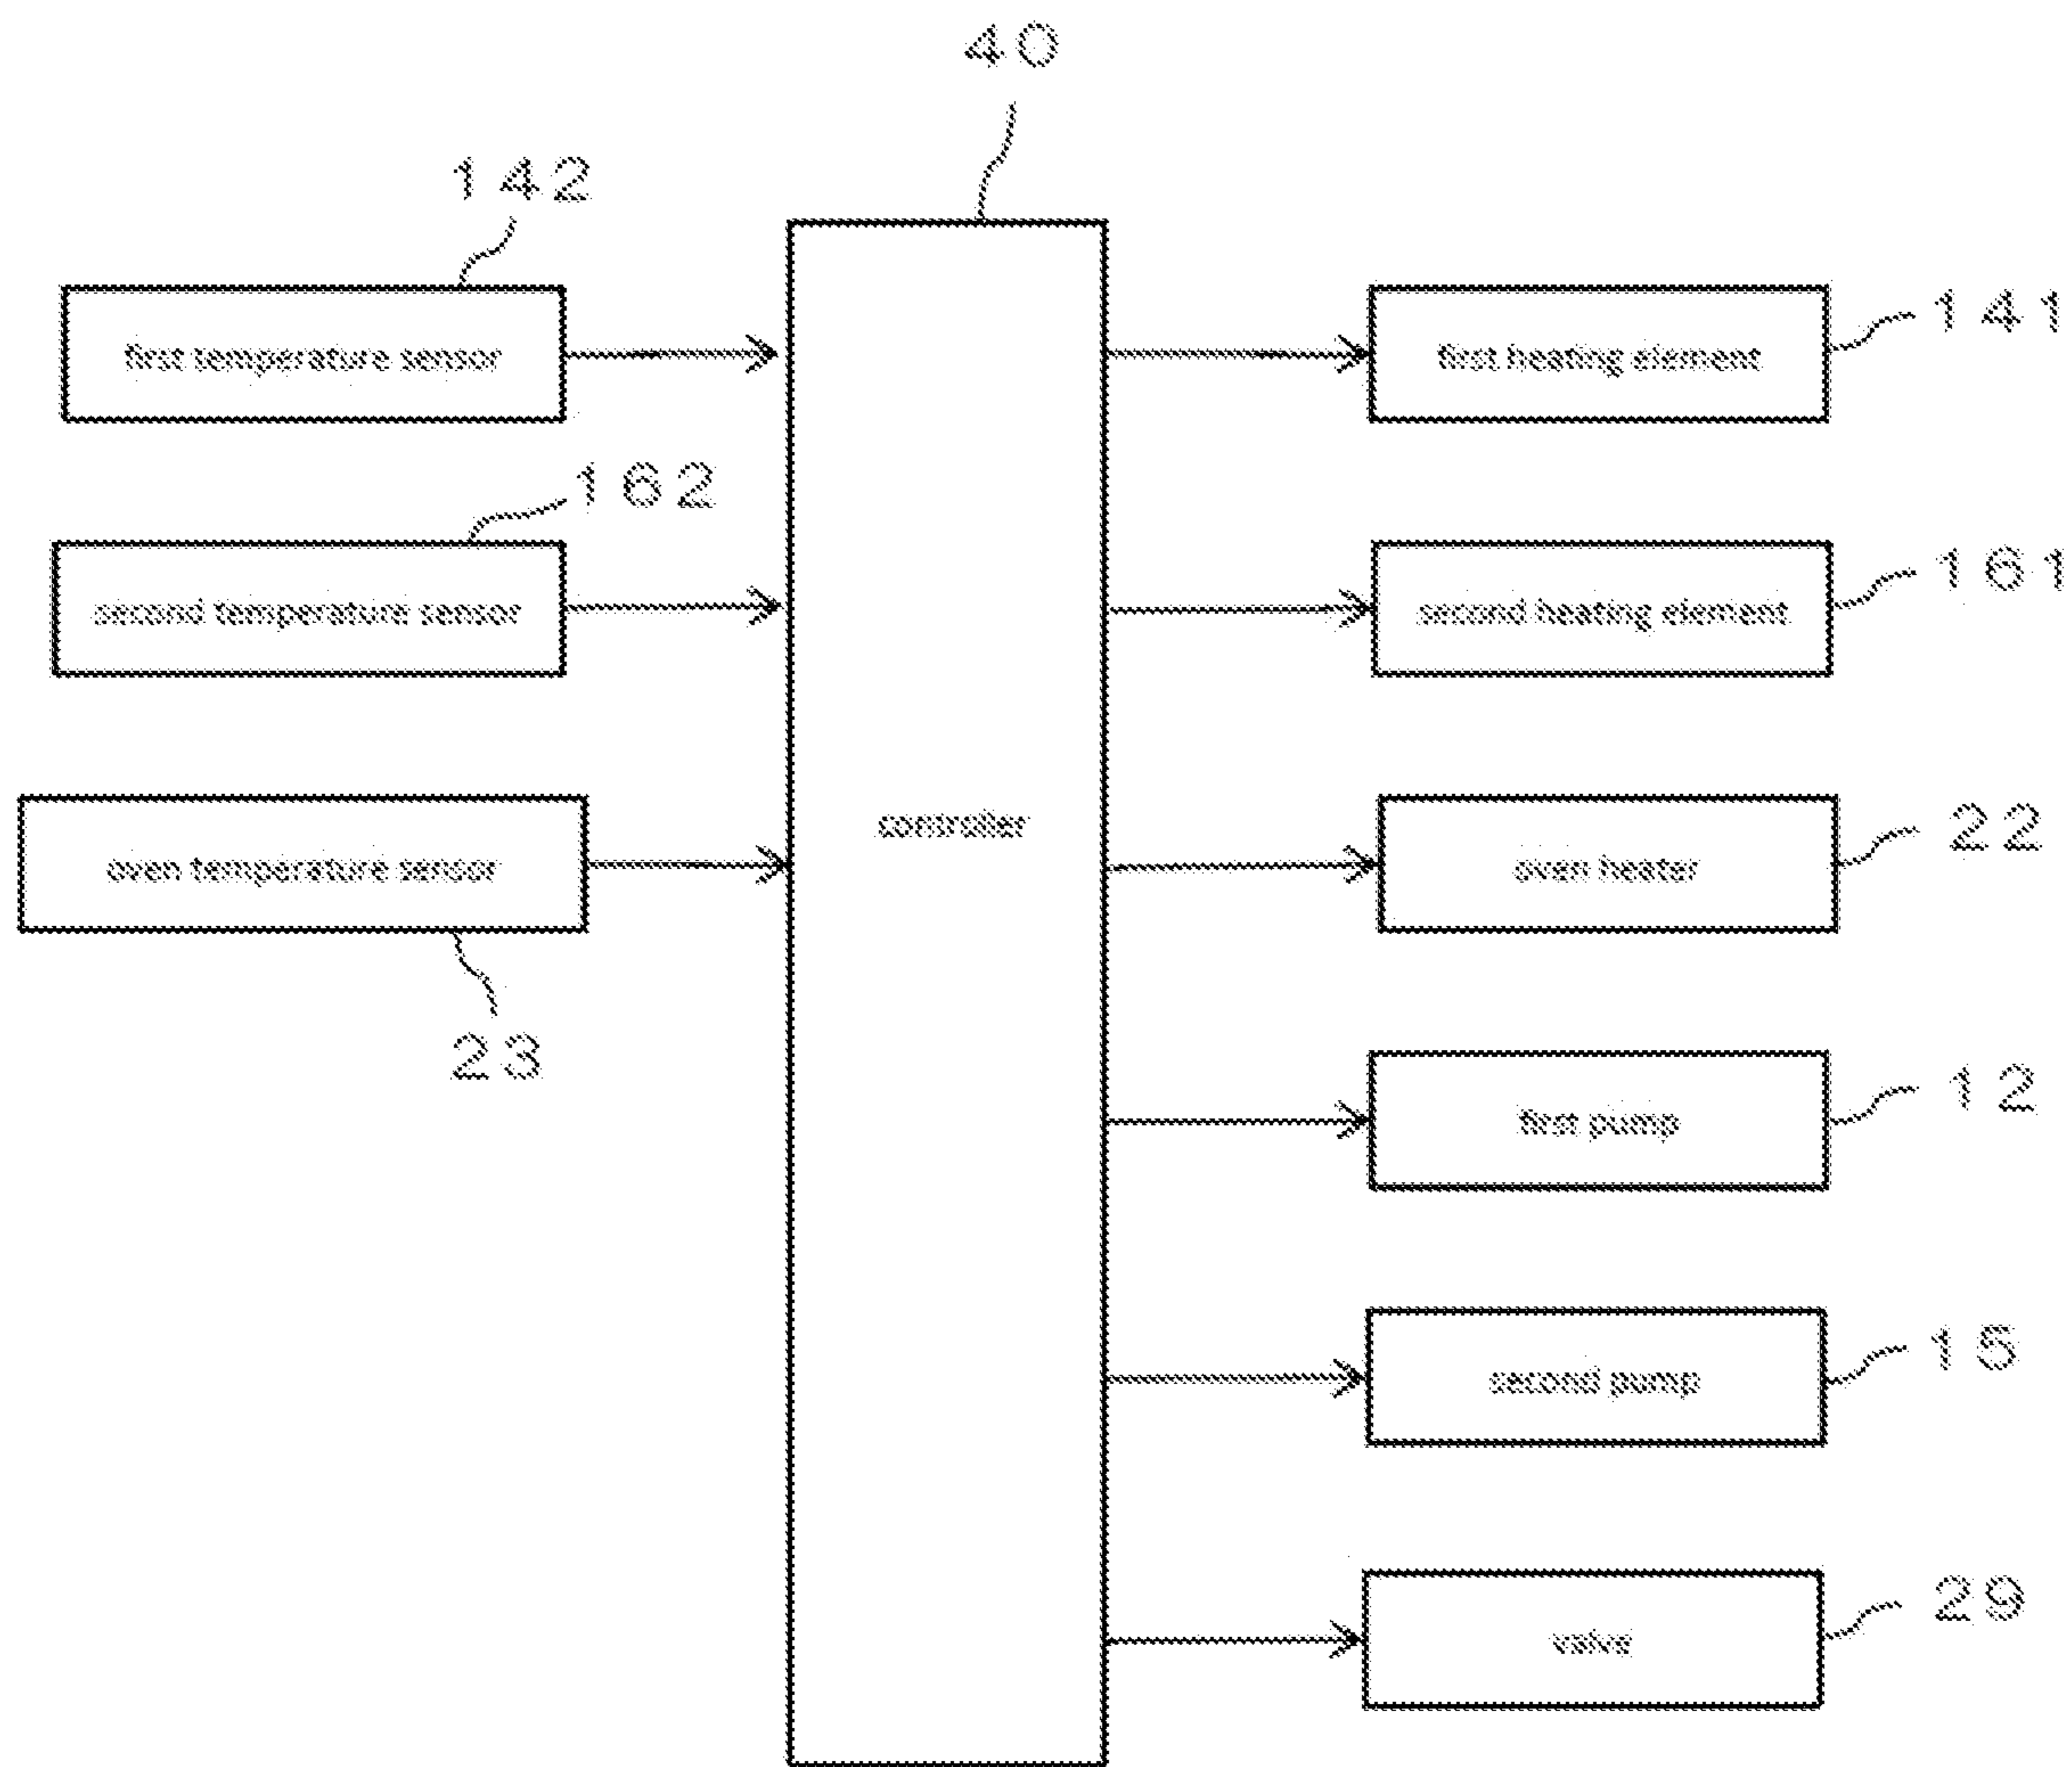 40
142
first temperature sensor
141
first heating element
162
second temperature sensor
161
second heating element
controller
oven temperature sensor
23
22
oven heater
12
first pump
15
second pump
29
valve